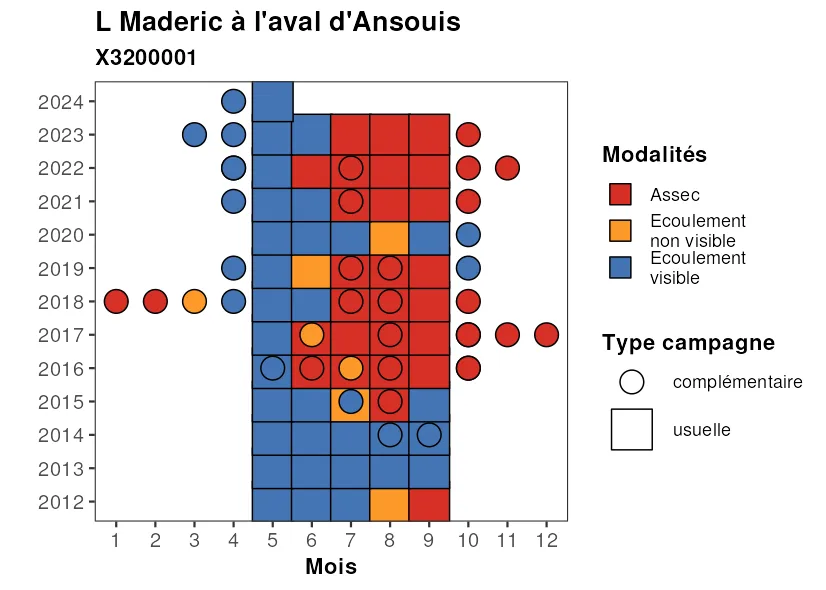 L Maderic à l'aval d'Ansouis
X3200001
2024
2023
2022
2021
2020
2019
2018
2017
2016
2015
2014
2013
2012
1 2 3 4 5 6 7 8 9 10 11 12
Mois
Modalités
Assec
Ecoulement
non visible
Ecoulement
visible
Type campagne
complémentaire
usuelle